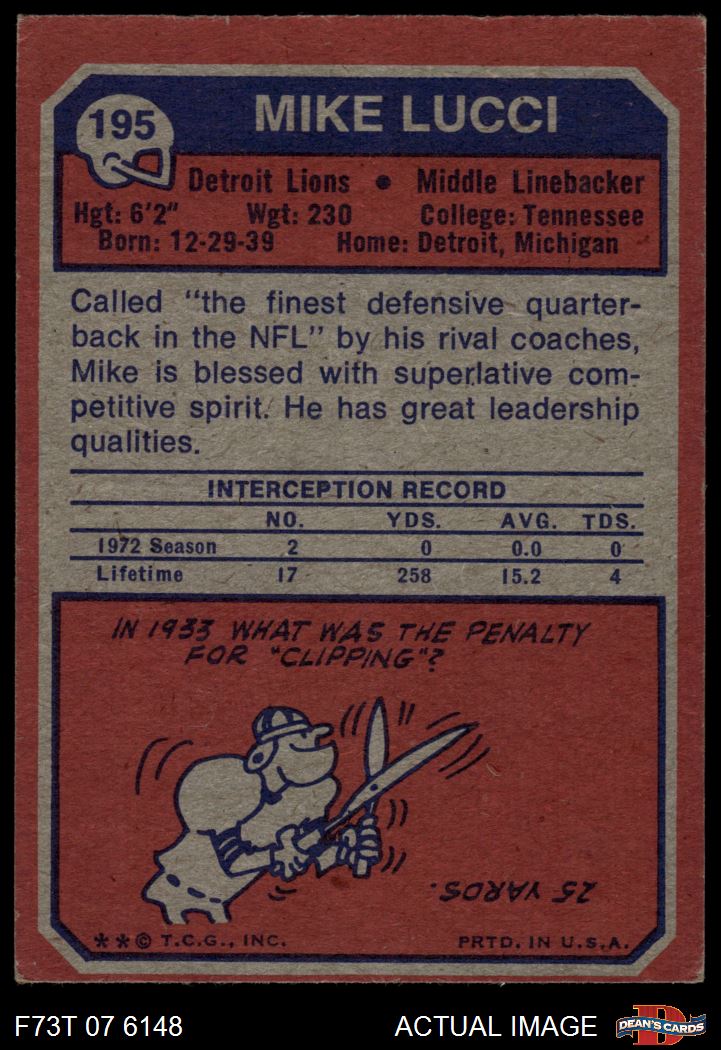 195
MIKE LUCCI
Detroit Lions • Middle Linebacker
Hgt: 6'2" Wgt: 230 College: Tennessee
Born: 12-29-39 Home: Detroit, Michigan
Called "the finest defensive quarter-
back in the NFL" by his rival coaches,
Mike is blessed with superlative com-
petitive spirit. He has great leadership
qualities.
INTERCEPTION RECORD
NO. YDS. AVG. TDS.
1972 Season 2 0 0.0 0
Lifetime 17 258 15.2 4
IN 1933 WHAT WAS THE PENALTY
FOR "CLIPPING"?
25 YARDS.
**© T.C.G., INC. PRTD. IN U.S.A.
F73T 07 6148 ACTUAL IMAGE
D
DEAN'S CARDS